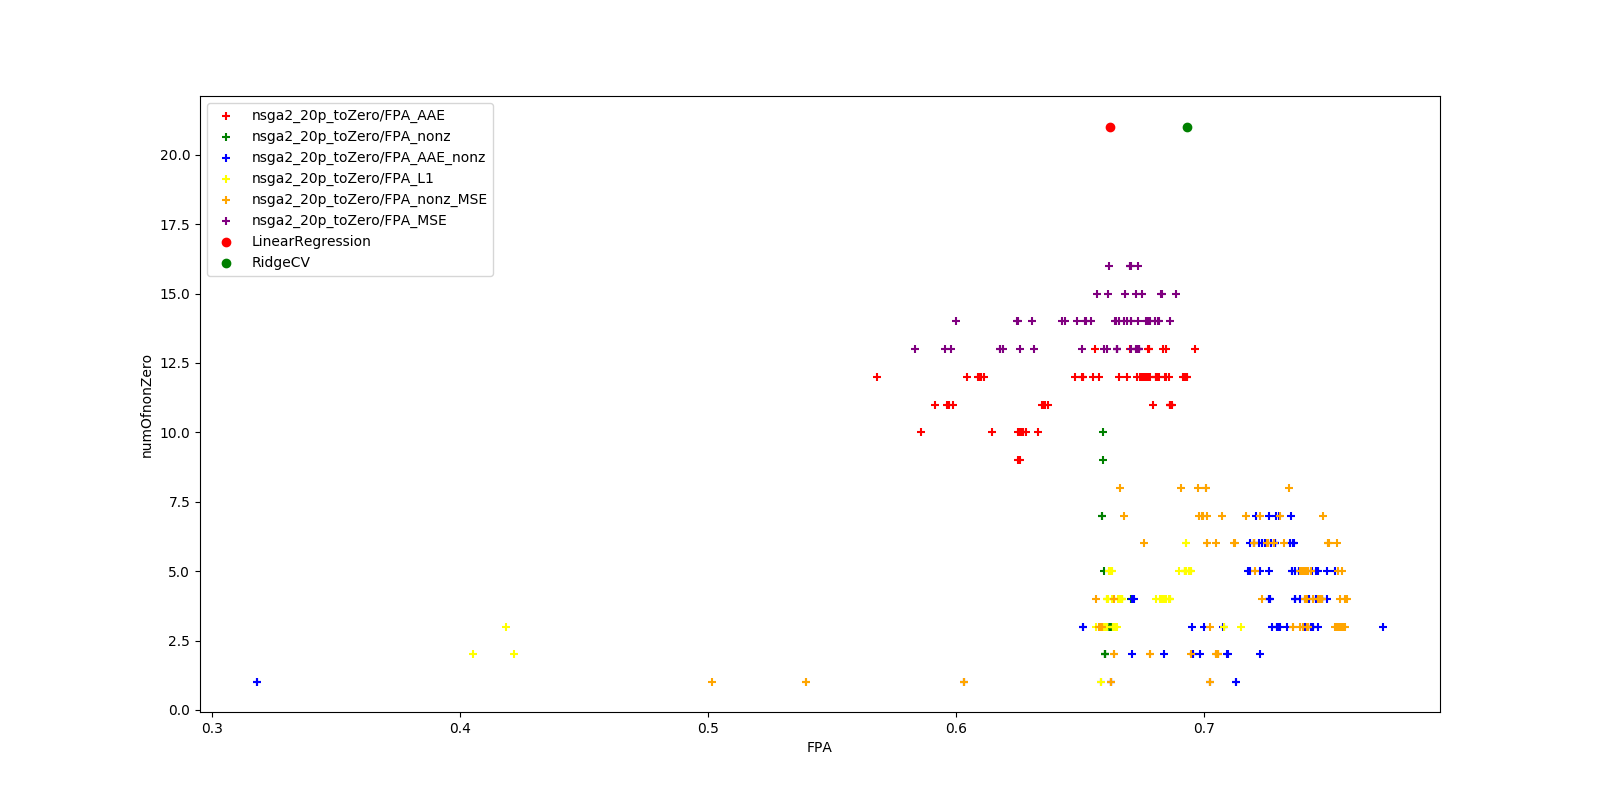 nsga2_20p_toZero/FPA_AAE
nsga2_20p_toZero/FPA_nonz
nsga2_20p_toZero/FPA_AAE_nonz
nsga2_20p_toZero/FPA_L1
nsga2_20p_toZero/FPA_nonz_MSE
nsga2_20p_toZero/FPA_MSE
LinearRegression
RidgeCV
20.0
17.5
15.0
12.5
10.0
7.5
5.0
2.5
0.0
numOfnonZero
0.3 0.4 0.5 0.6 0.7
FPA